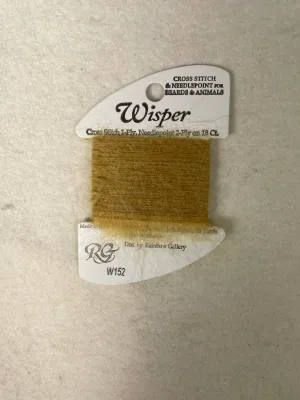 CROSS STITCH
& NEEDLEPOINT FOR
BEARDS & ANIMALS
Wisper
Cross Stitch 1-Ply, Needlepoint 2-Ply on 18 Ct.
RG
Dist. by Rainbow Gallery
W152